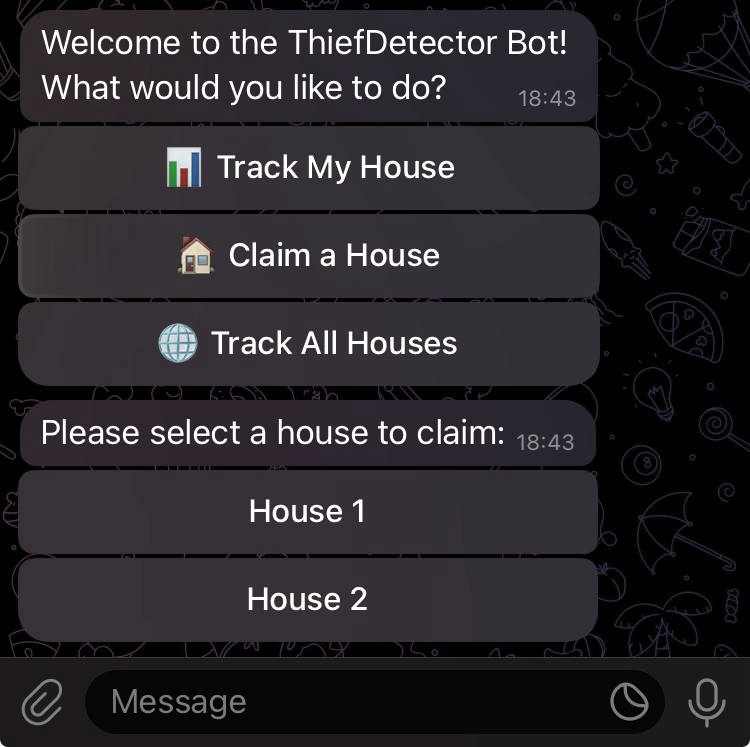 Welcome to the ThiefDetector Bot!
What would you like to do?
18:43
📊 Track My House
🏠 Claim a House
🌐 Track All Houses
Please select a house to claim: 18:43
House 1
House 2
Message